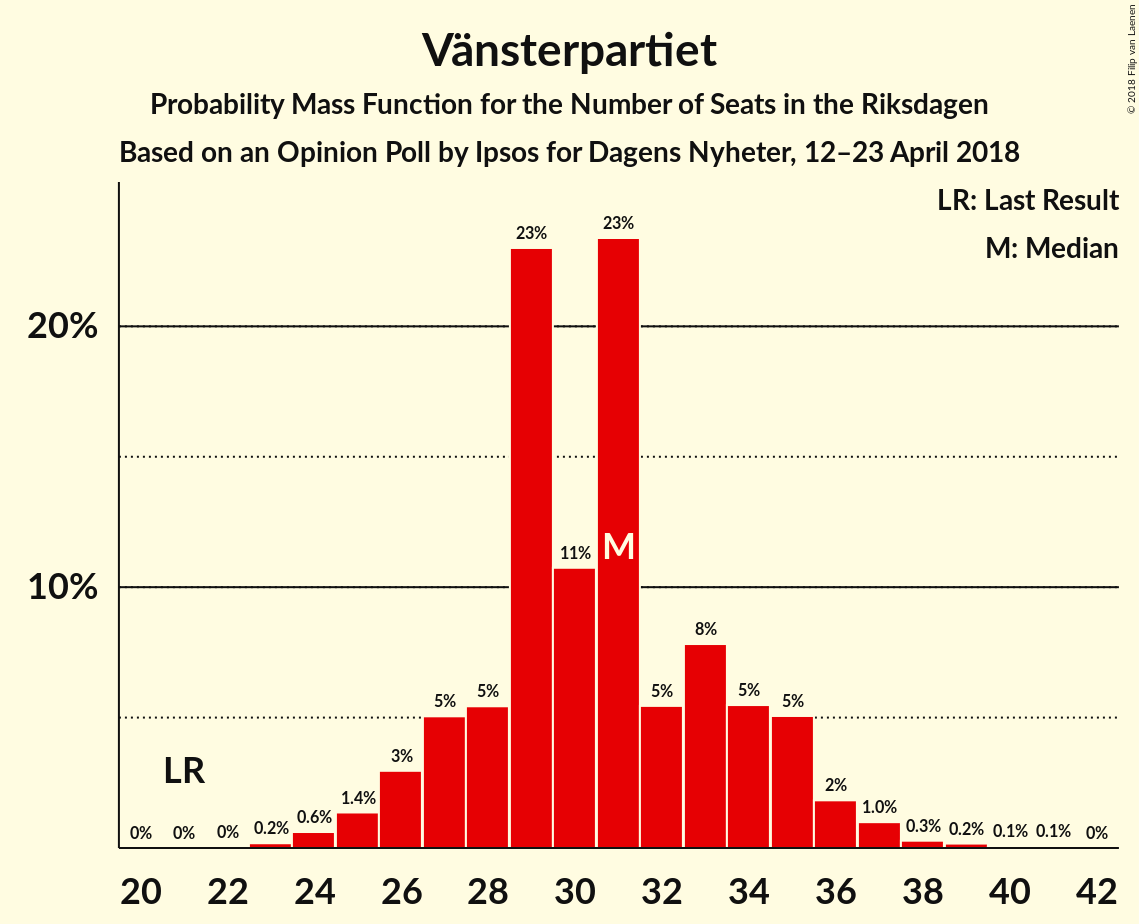 Vänsterpartiet
Probability Mass Function for the Number of Seats in the Riksdagen
Based on an Opinion Poll by Ipsos for Dagens Nyheter, 12–23 April 2018
© 2018 Filip van Laenen
LR: Last Result
M: Median
20%
10%
0% 0% 0% 0.2% 0.6% 1.4% 3% 5% 5% 23% 11% 23% 5% 8% 5% 5% 2% 1.0% 0.3% 0.2% 0.1% 0.1% 0%
M
LR
20 22 24 26 28 30 32 34 36 38 40 42